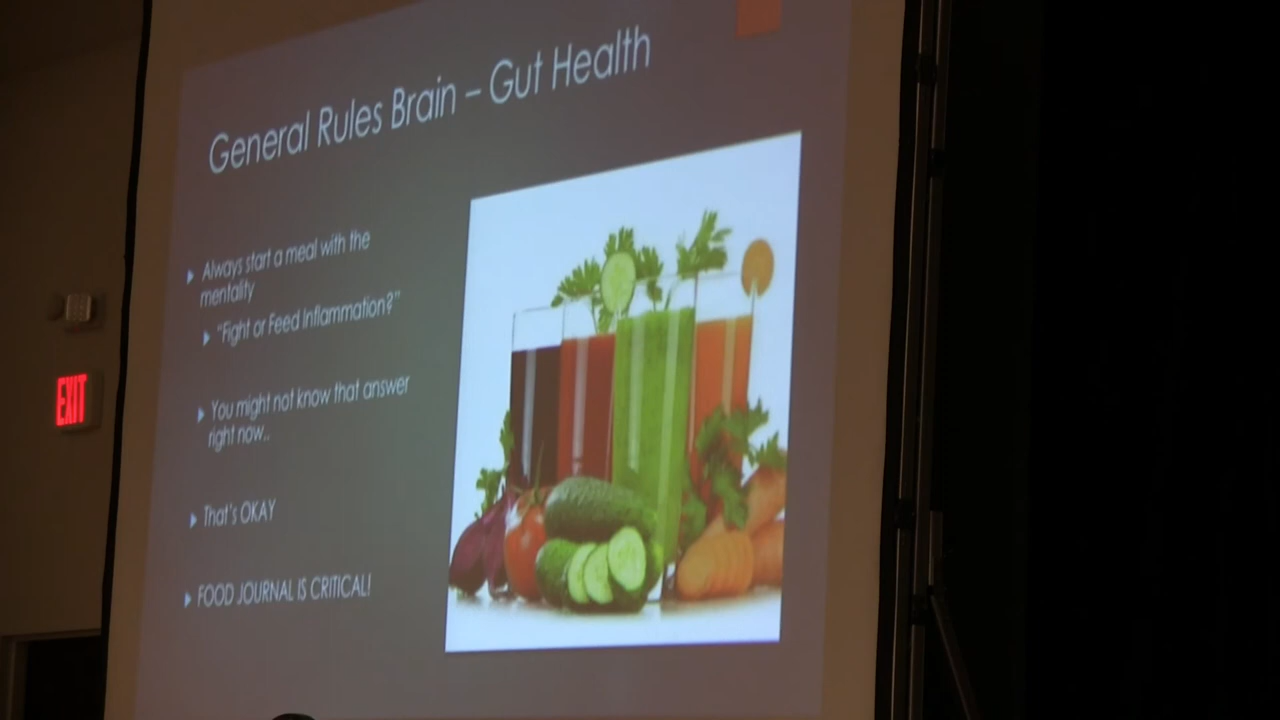 General Rules Brain – Gut Health
Always start a meal with the
mentality
“Fight or Feed Inflammation?”
You might not know that answer
right now..
That's OKAY
FOOD JOURNAL IS CRITICAL!
EXIT